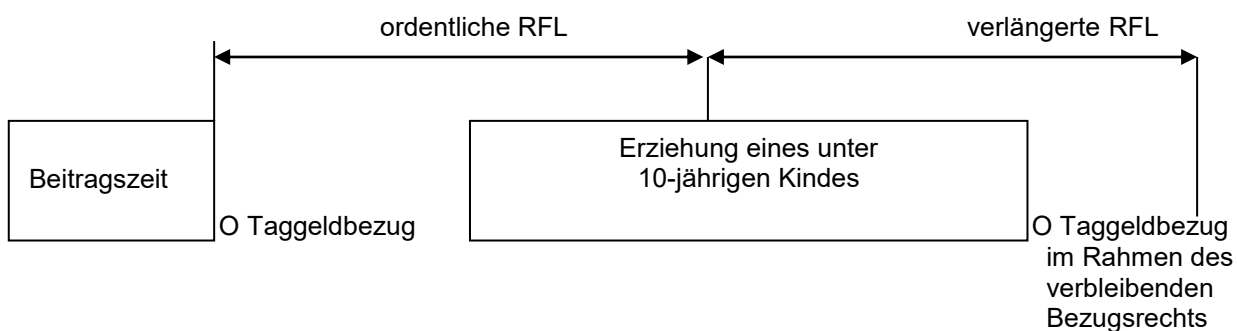 ordentliche RFL
verlängerte RFL
Beitragszeit
Erziehung eines unter
10-jährigen Kindes
O Taggeldbezug
O Taggeldbezug
im Rahmen des
verbleibenden
Bezugsrechts